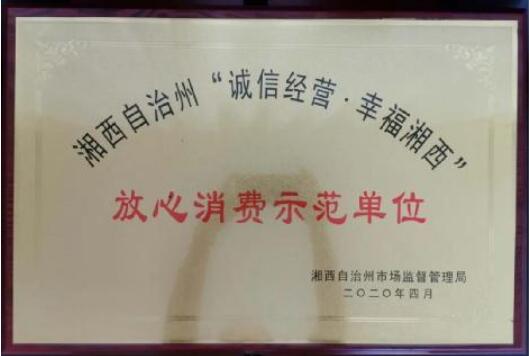 湘西自治州“诚信经营·幸福湘西”
放心消费示范单位
湘西自治州市场监督管理局
二〇二〇年四月